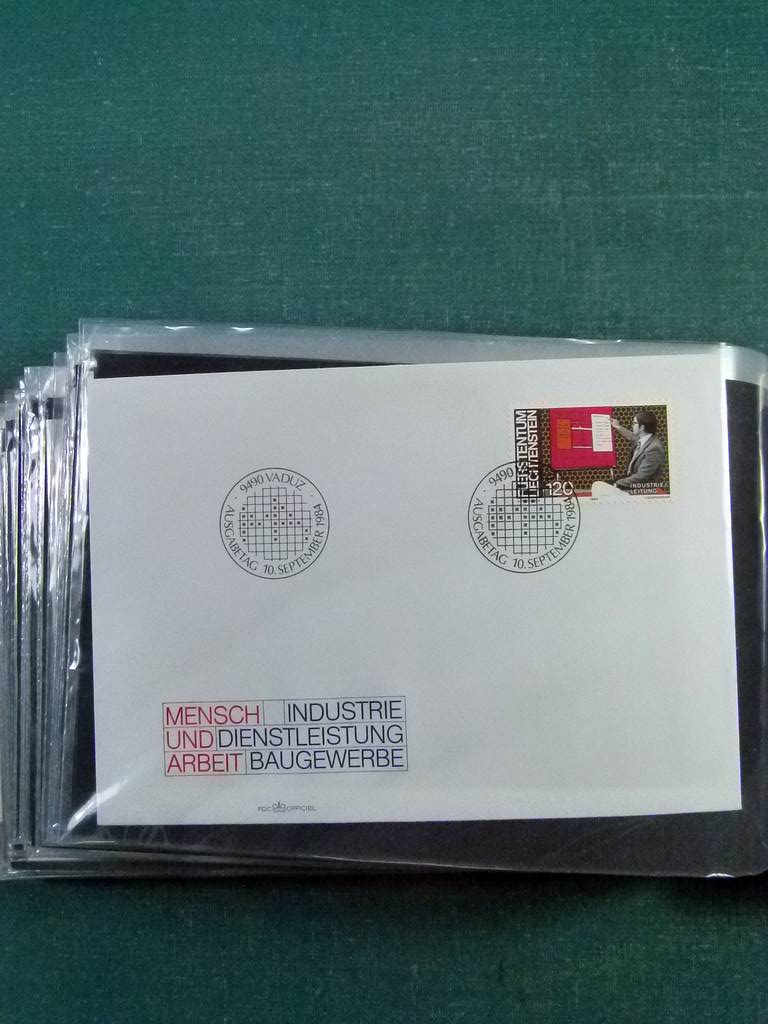 FÜRSTENTUM
LIECHTENSTEIN
120
INDUSTRIE
LEITUNG
9490 VADUZ
AUSGABETAG 10. SEPTEMBER 1984
9490
AUSGABETAG 10. SEPTEMBER 1984
MENSCH INDUSTRIE
UND DIENSTLEISTUNG
ARBEIT BAUGEWERBE
FDC OFFICIEL